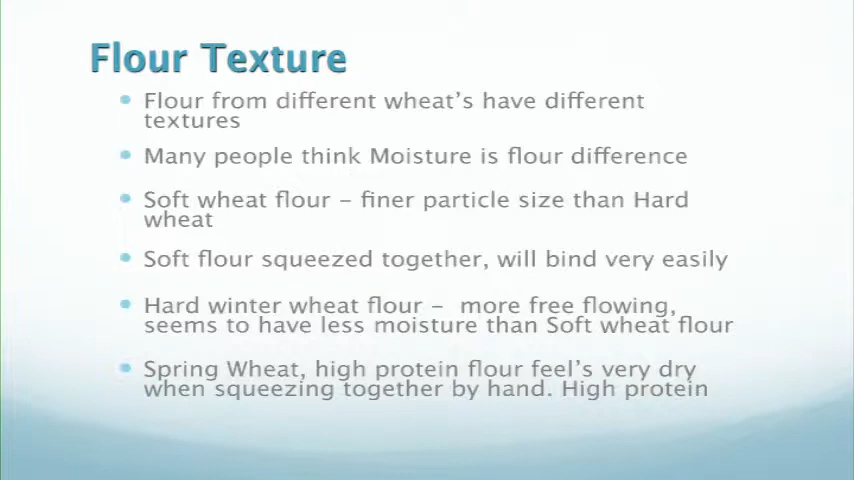 Flour Texture
Flour from different wheat's have different
textures
Many people think Moisture is flour difference
Soft wheat flour – finer particle size than Hard
wheat
Soft flour squeezed together, will bind very easily
Hard winter wheat flour – more free flowing,
seems to have less moisture than Soft wheat flour
Spring Wheat, high protein flour feel's very dry
when squeezing together by hand. High protein